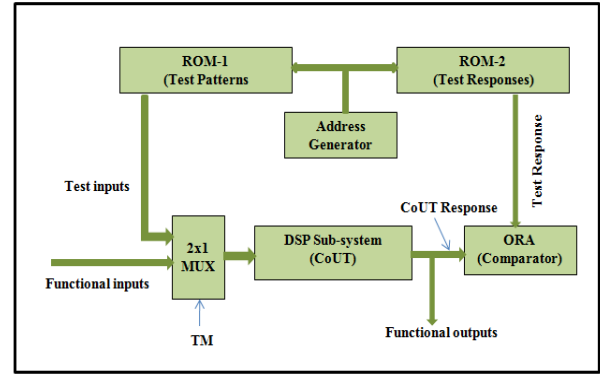 ROM-1
(Test Patterns
ROM-2
(Test Responses)
Address
Generator
Test inputs
Test Response
CoUT Response
2x1
MUX
DSP Sub-system
(CoUT)
ORA
(Comparator)
Functional inputs
TM
Functional outputs